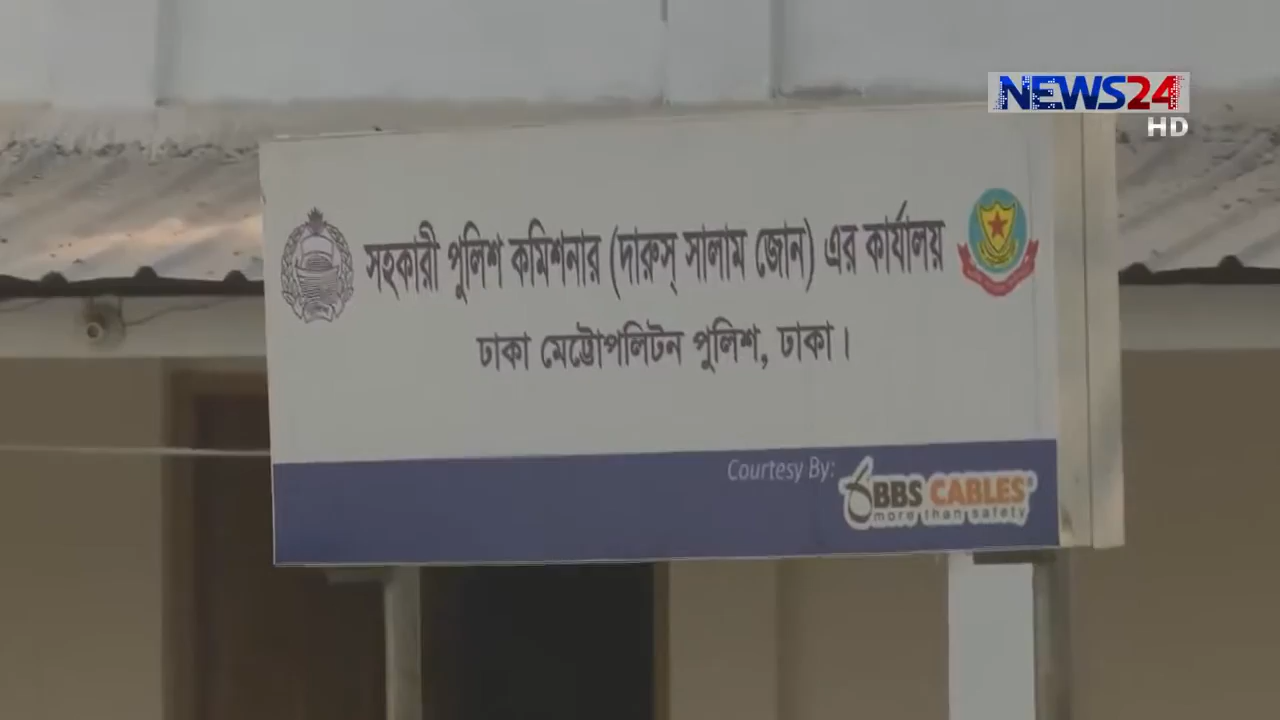 NEWS24
HD
সহকারী পুলিশ কমিশনার (দারুস্ সালাম জোন) এর কার্যালয়
ঢাকা মেট্টোপলিটন পুলিশ, ঢাকা।
Courtesy By:
BBS CABLES
more than safety